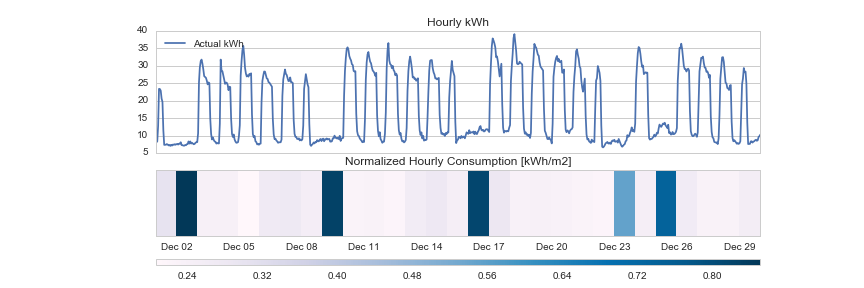 Hourly kWh
40
35
30
25
20
15
10
5
Actual kWh
Normalized Hourly Consumption [kWh/m2]
Dec 02 Dec 05 Dec 08 Dec 11 Dec 14 Dec 17 Dec 20 Dec 23 Dec 26 Dec 29
0.24 0.32 0.40 0.48 0.56 0.64 0.72 0.80